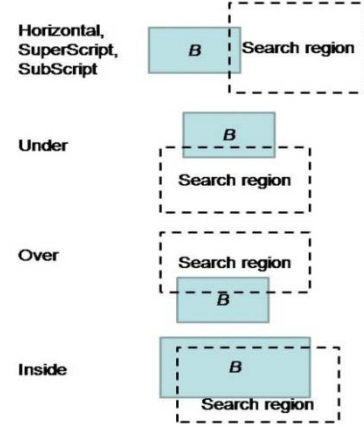 Horizontal,
SuperScript,
SubScript
B
Search region
Under
B
Search region
Over
Search region
B
Inside
B
Search region